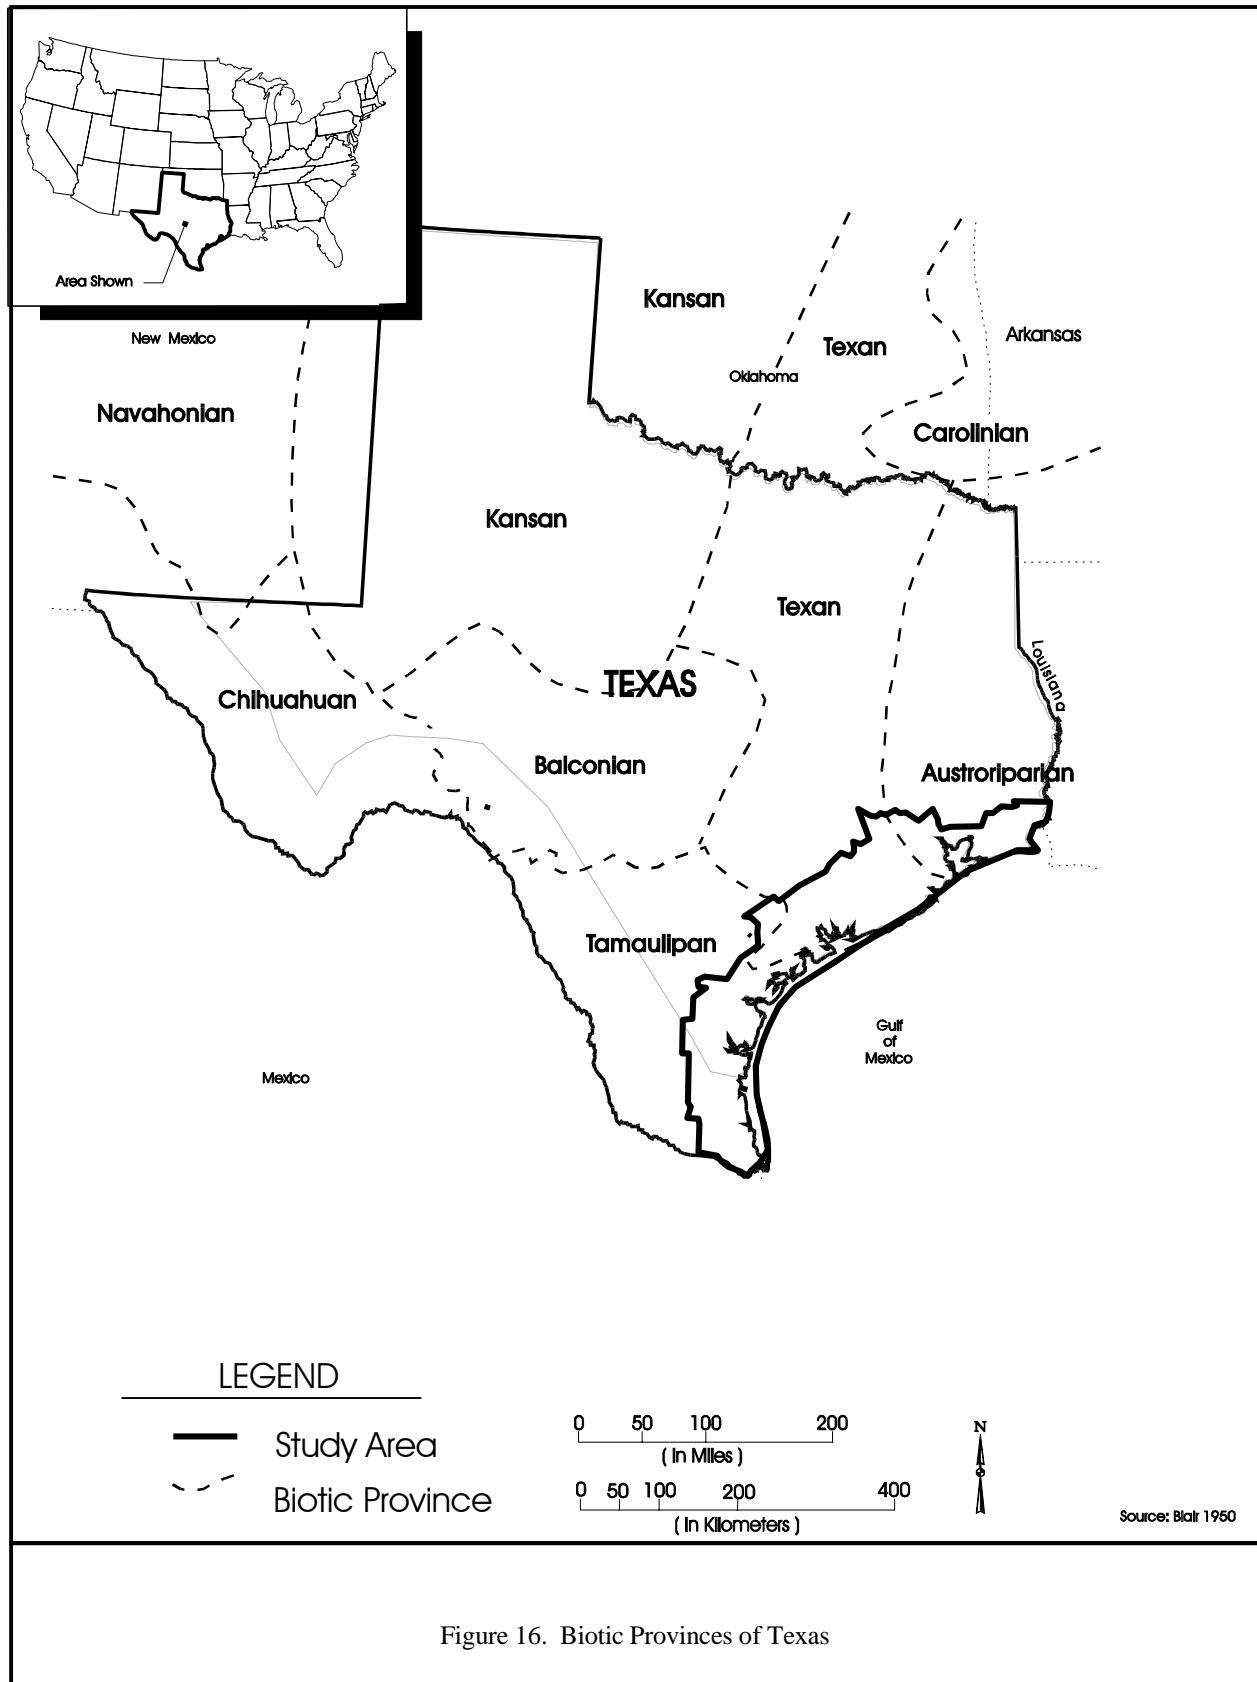 Area Shown
New Mexico
Kansan
Texan
Arkansas
Oklahoma
Navahonian
Carolinian
Kansan
Texan
Louisiana
TEXAS
Chihuahuan
Balconian
Austroriparian
Tamaulipan
Gulf
of
Mexico
Mexico
LEGEND
Study Area
Biotic Province
0 50 100 200
( In Miles )
0 50 100 200 400
( In Kilometers )
N
Source: Blair 1950
Figure 16. Biotic Provinces of Texas